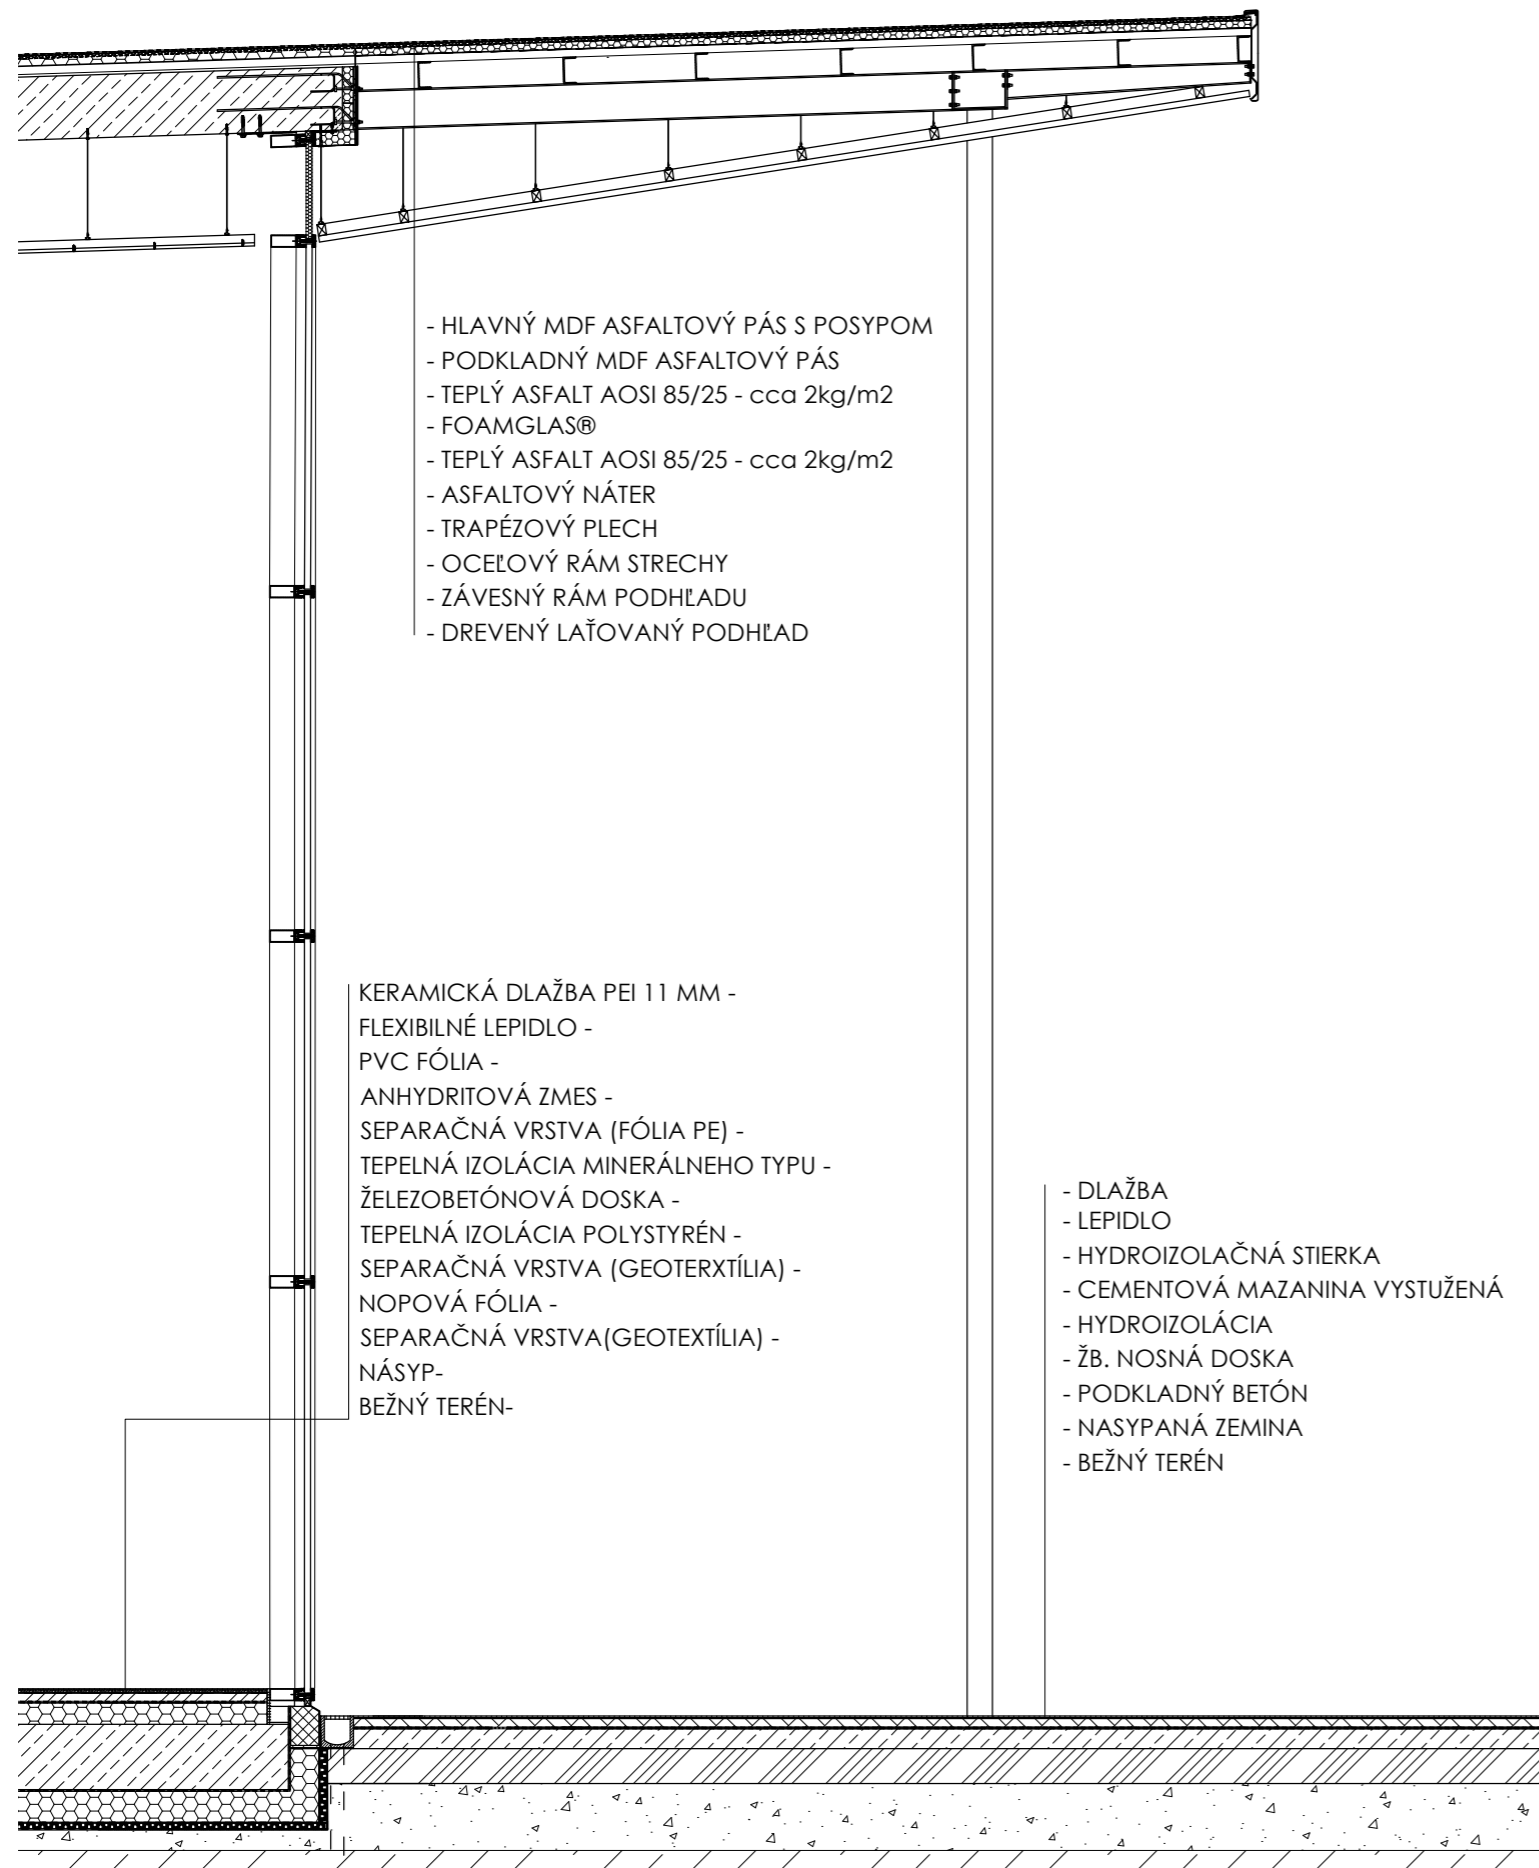 - HLAVNÝ MDF ASFALTOVÝ PÁS S POSYPOM
- PODKLADNÝ MDF ASFALTOVÝ PÁS
- TEPLÝ ASFALT AOSI 85/25 - cca 2kg/m2
- FOAMGLAS®
- TEPLÝ ASFALT AOSI 85/25 - cca 2kg/m2
- ASFALTOVÝ NÁTER
- TRAPÉZOVÝ PLECH
- OCEĽOVÝ RÁM STRECHY
- ZÁVESNÝ RÁM PODHĽADU
- DREVENÝ LAŤOVANÝ PODHĽAD
KERAMICKÁ DLAŽBA PEI 11 MM -
FLEXIBILNÉ LEPIDLO -
PVC FÓLIA -
ANHYDRITOVÁ ZMES -
SEPARAČNÁ VRSTVA (FÓLIA PE) -
TEPELNÁ IZOLÁCIA MINERÁLNEHO TYPU -
ŽELEZOBETÓNOVÁ DOSKA -
TEPELNÁ IZOLÁCIA POLYSTYRÉN -
SEPARAČNÁ VRSTVA (GEOTERXTÍLIA) -
NOPOVÁ FÓLIA -
SEPARAČNÁ VRSTVA(GEOTEXTÍLIA) -
NÁSYP-
BEŽNÝ TERÉN-
- DLAŽBA
- LEPIDLO
- HYDROIZOLAČNÁ STIERKA
- CEMENTOVÁ MAZANINA VYSTUŽENÁ
- HYDROIZOLÁCIA
- ŽB. NOSNÁ DOSKA
- PODKLADNÝ BETÓN
- NASYPANÁ ZEMINA
- BEŽNÝ TERÉN